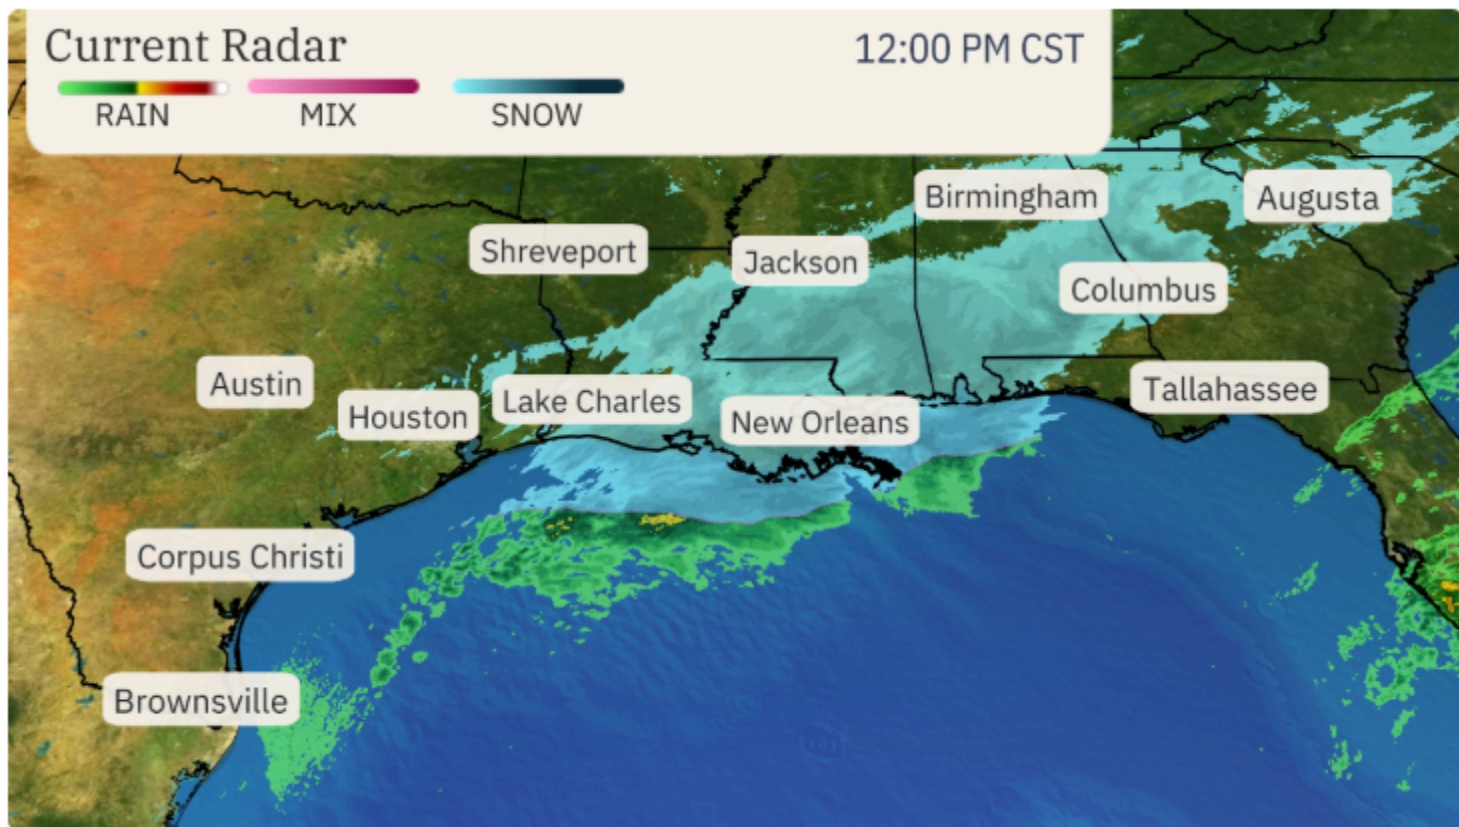 Current Radar
12:00 PM CST
RAIN
MIX
SNOW
Birmingham
Augusta
Shreveport
Jackson
Columbus
Austin
Houston
Lake Charles
New Orleans
Tallahassee
Corpus Christi
Brownsville